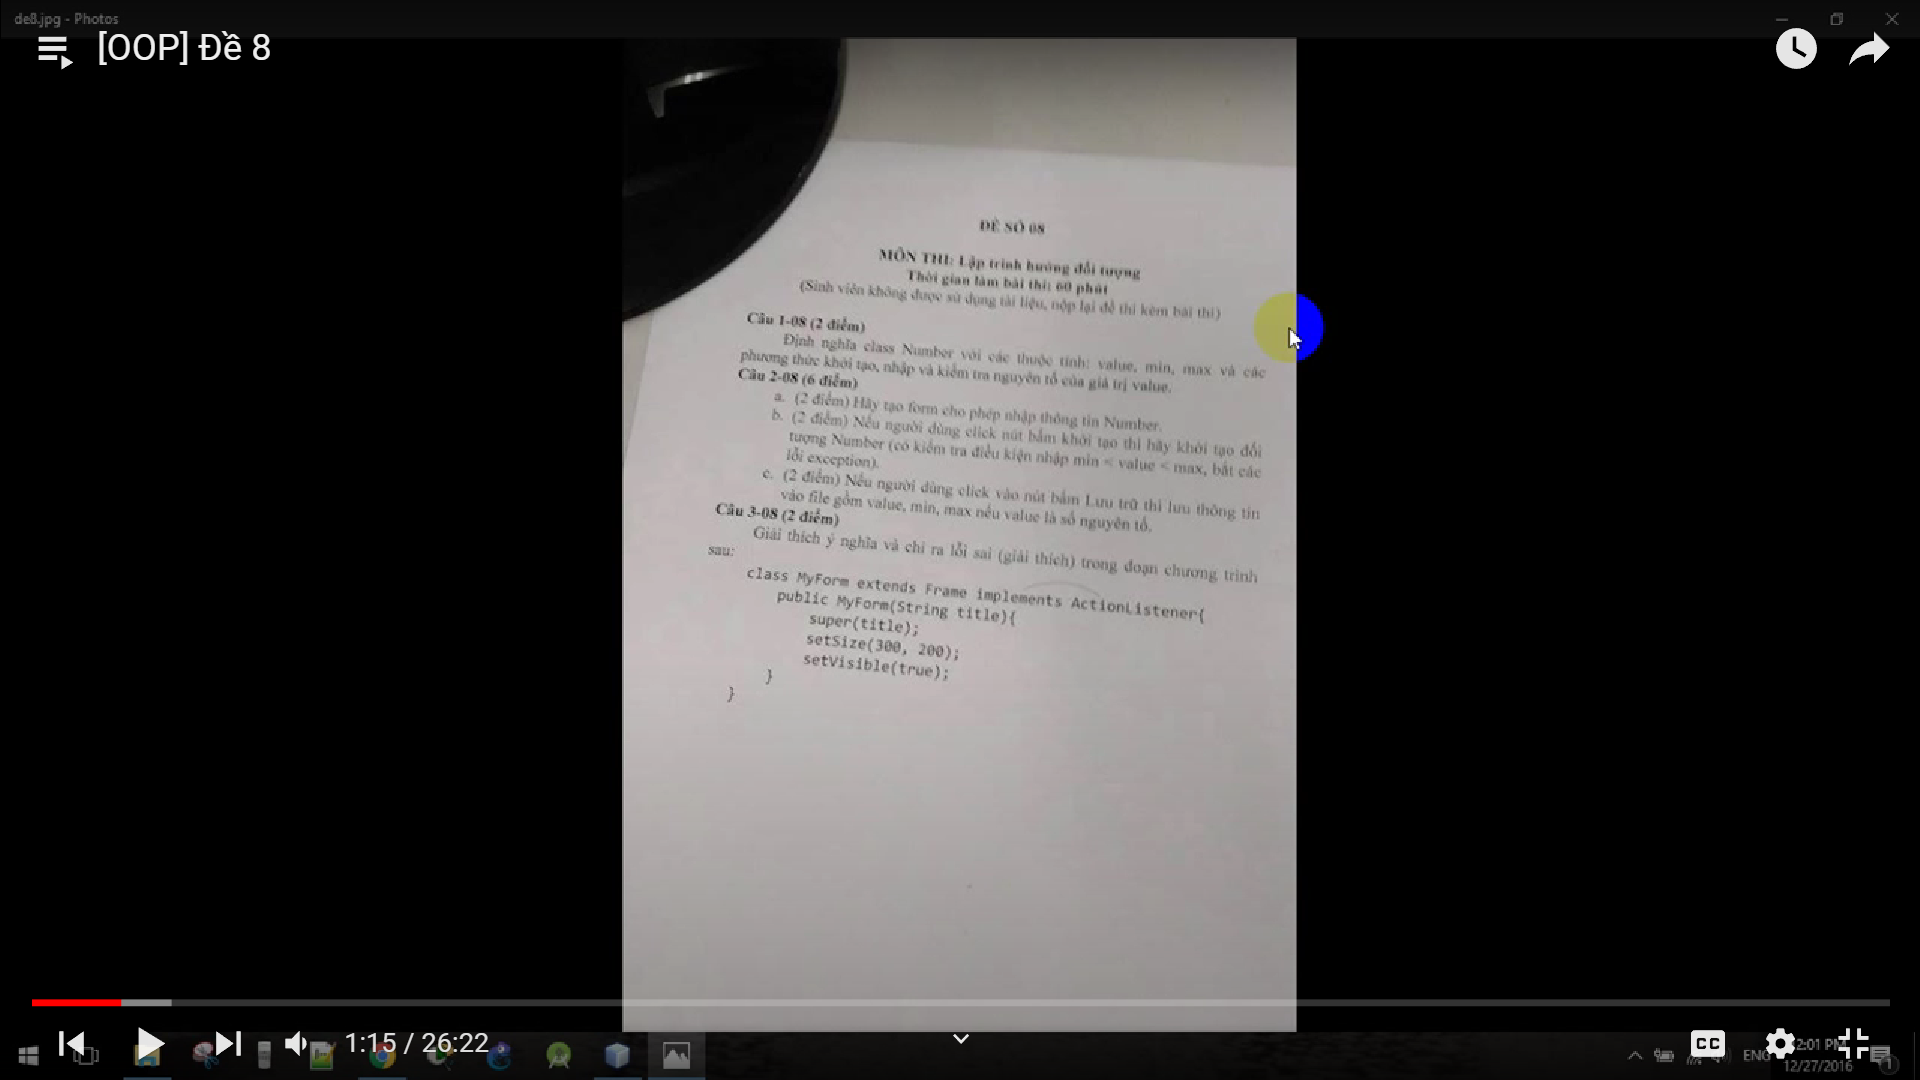 de8.jpg - Photos
[OOP] Đề 8
ĐỀ SỐ 08
MÔN THI: Lập trình hướng đối tượng
Thời gian làm bài thi: 60 phút
(Sinh viên không được sử dụng tài liệu, nộp lại đề thi kèm bài thi)
Câu 1-08 (2 điểm)
Định nghĩa class Number với các thuộc tính: value, min, max và các
phương thức khởi tạo, nhập và kiểm tra nguyên tố của giá trị value.
Câu 2-08 (6 điểm)
a. (2 điểm) Hãy tạo form cho phép nhập thông tin Number.
b. (2 điểm) Nếu người dùng click nút bấm khởi tạo thì hãy khởi tạo đối
tượng Number (có kiểm tra điều kiện nhập min < value < max, bắt các
lỗi exception).
c. (2 điểm) Nếu người dùng click vào nút bấm Lưu trữ thì lưu thông tin
vào file gồm value, min, max nếu value là số nguyên tố.
Câu 3-08 (2 điểm)
Giải thích ý nghĩa và chỉ ra lỗi sai (giải thích) trong đoạn chương trình
sau:
class MyForm extends Frame implements ActionListener{
public MyForm(String title){
super(title);
setSize(300, 200);
setVisible(true);
}
}
1:15 / 26:22
CC
ENG
2:01 PM
12/27/2016
1